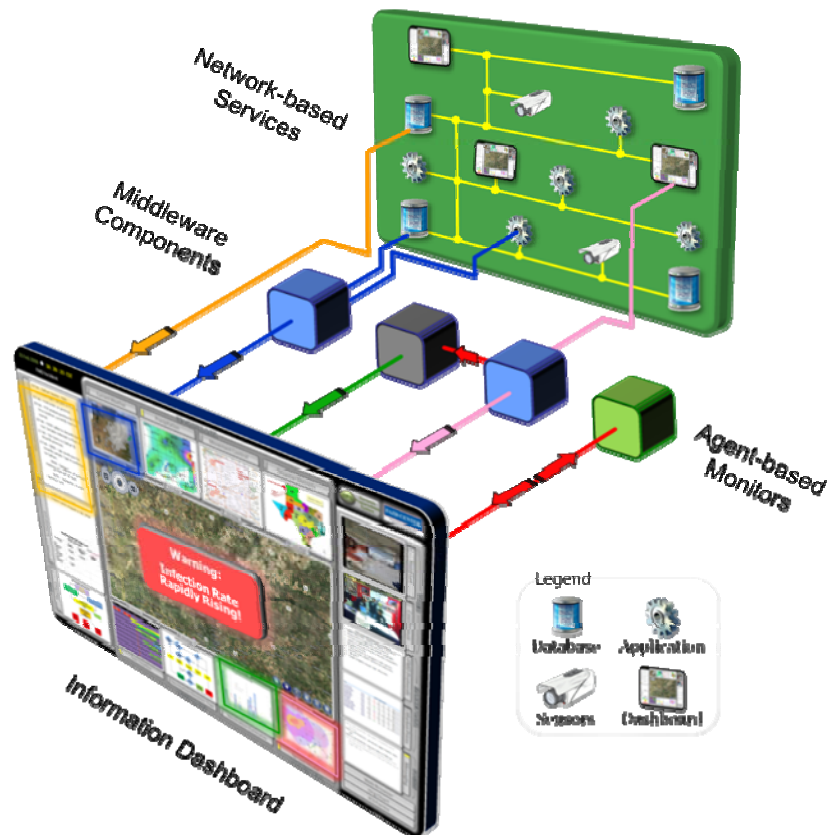 Network-based
Services
Middleware
Components
Agent-based
Monitors
Warning:
Infection Rate
Rapidly Rising!
Information Dashboard
Legend
Database
Application
Sensors
Dashboard